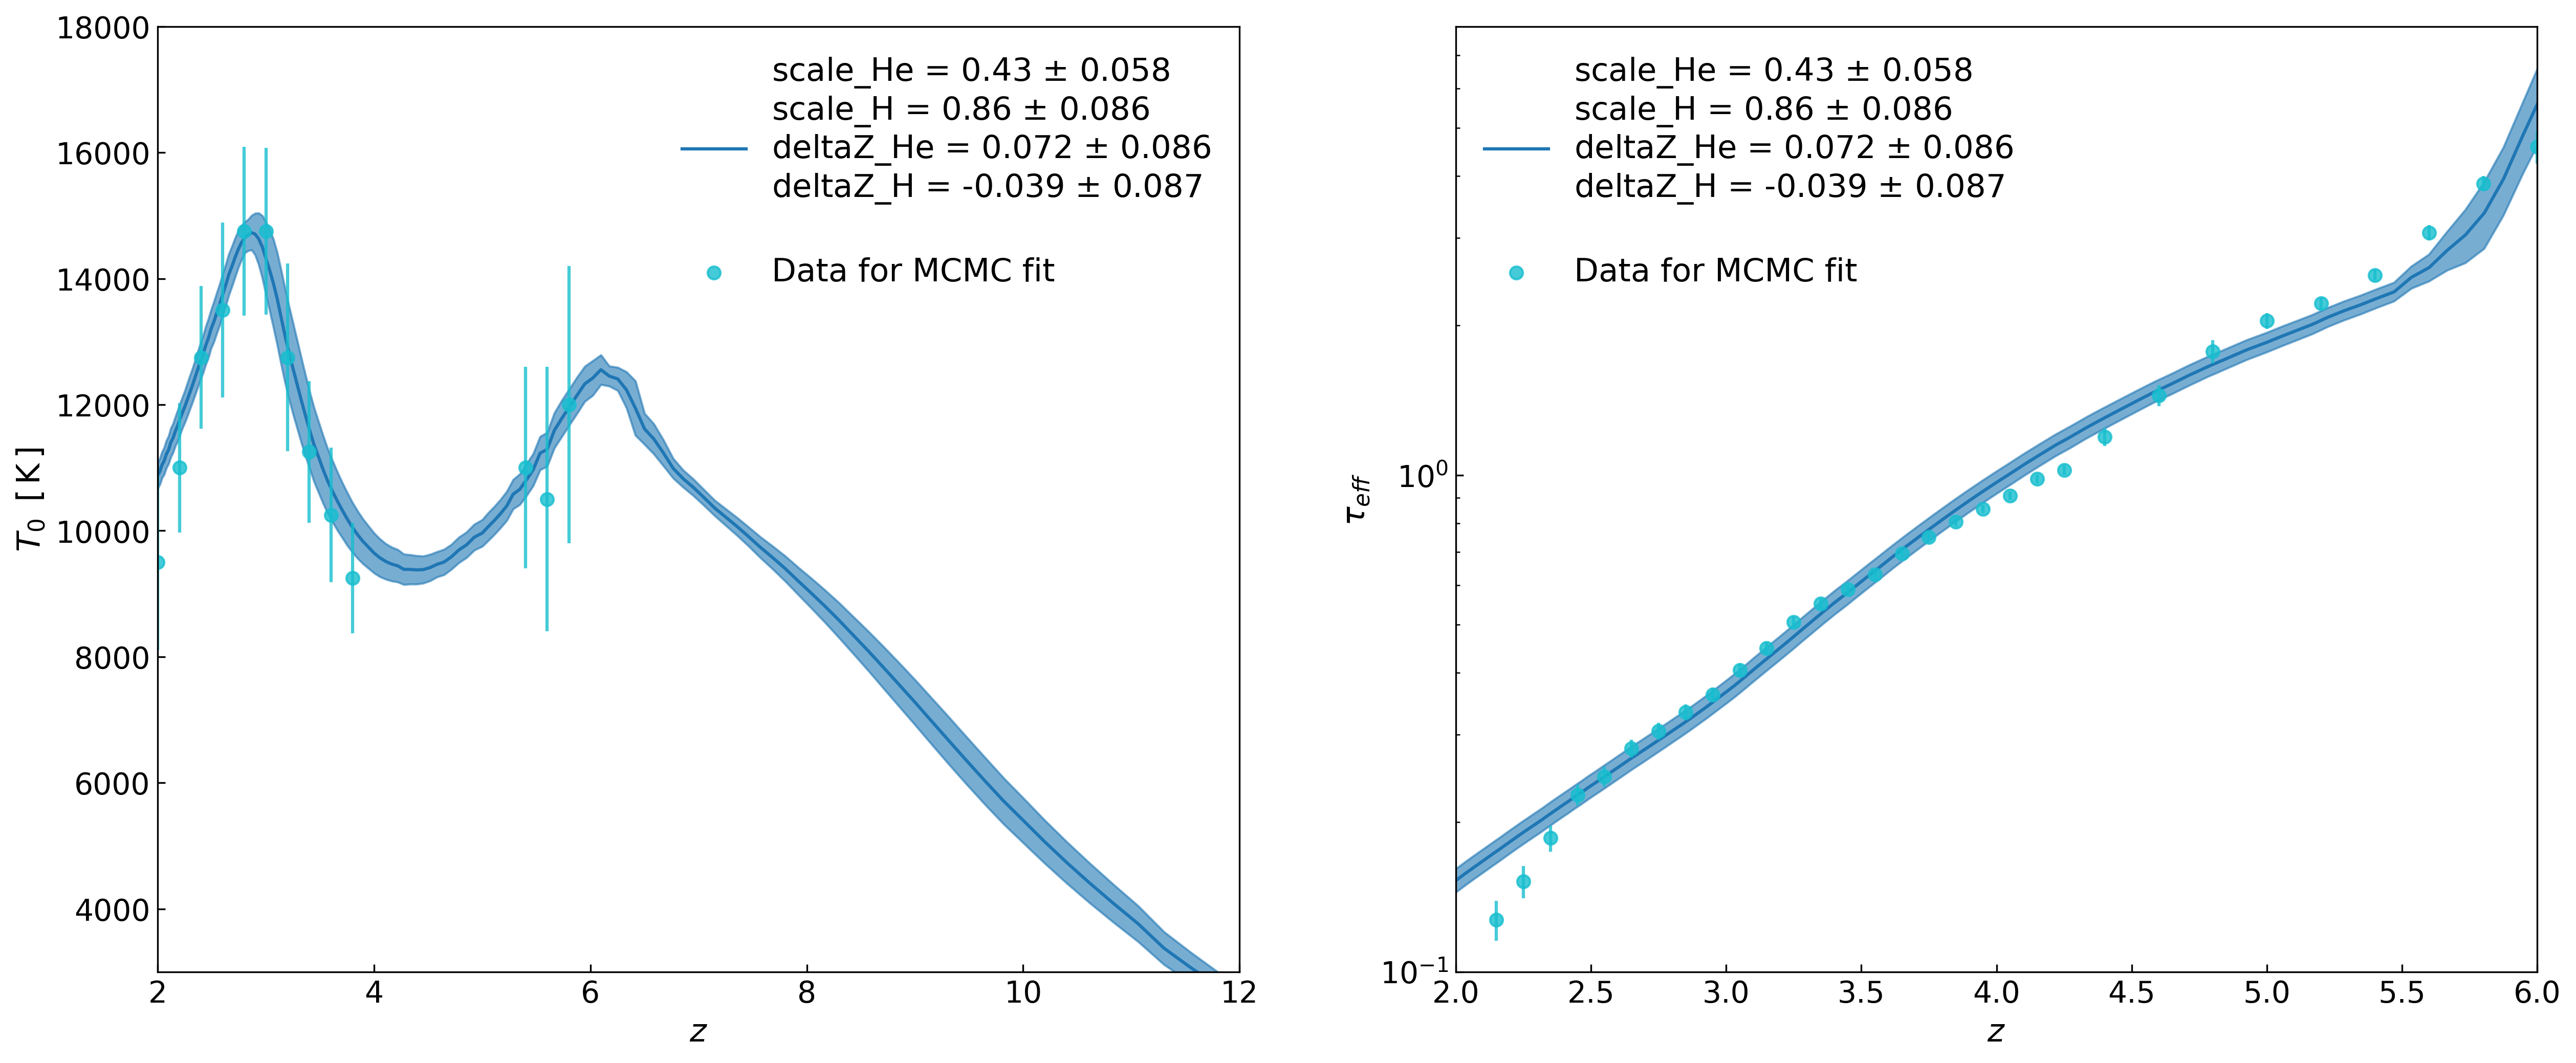 18000
16000
14000
12000
10000
8000
6000
4000
T₀ [ K ]
2 4 6 8 10 12
z
scale_He = 0.43 ± 0.058
scale_H = 0.86 ± 0.086
deltaZ_He = 0.072 ± 0.086
deltaZ_H = -0.039 ± 0.087
Data for MCMC fit
10⁰
10⁻¹
τ_eff
2.0 2.5 3.0 3.5 4.0 4.5 5.0 5.5 6.0
z
scale_He = 0.43 ± 0.058
scale_H = 0.86 ± 0.086
deltaZ_He = 0.072 ± 0.086
deltaZ_H = -0.039 ± 0.087
Data for MCMC fit